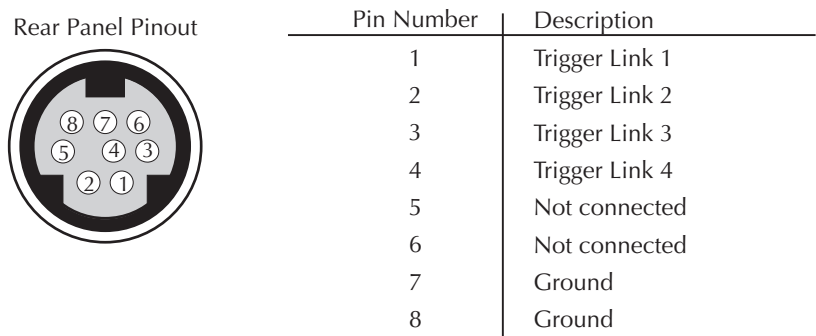 Rear Panel Pinout
8 7 6
5 4 3
2 1
Pin Number Description
1 Trigger Link 1
2 Trigger Link 2
3 Trigger Link 3
4 Trigger Link 4
5 Not connected
6 Not connected
7 Ground
8 Ground